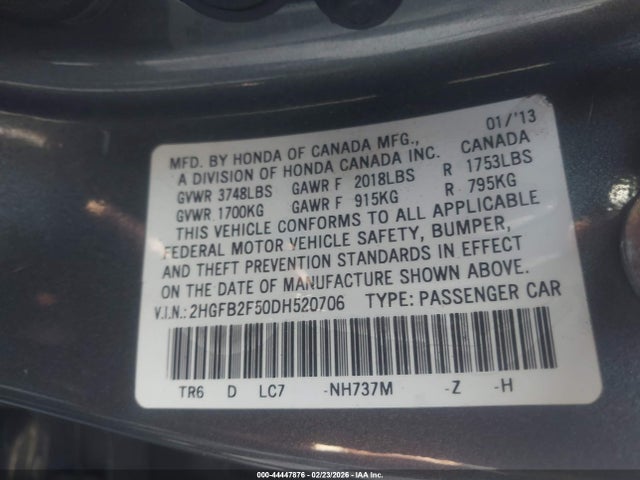 01/'13
MFD. BY HONDA OF CANADA MFG.,
A DIVISION OF HONDA CANADA INC. CANADA
GVWR 3748LBS GAWR F 2018LBS R 1753LBS
GVWR 1700KG GAWR F 915KG R 795KG
THIS VEHICLE CONFORMS TO ALL APPLICABLE
FEDERAL MOTOR VEHICLE SAFETY, BUMPER,
AND THEFT PREVENTION STANDARDS IN EFFECT
ON THE DATE OF MANUFACTURE SHOWN ABOVE.
V.I.N.: 2HGFB2F50DH520706 TYPE: PASSENGER CAR
TR6 D LC7 -NH737M -Z -H
000-44447876 - 02/23/2026 - IAA Inc.